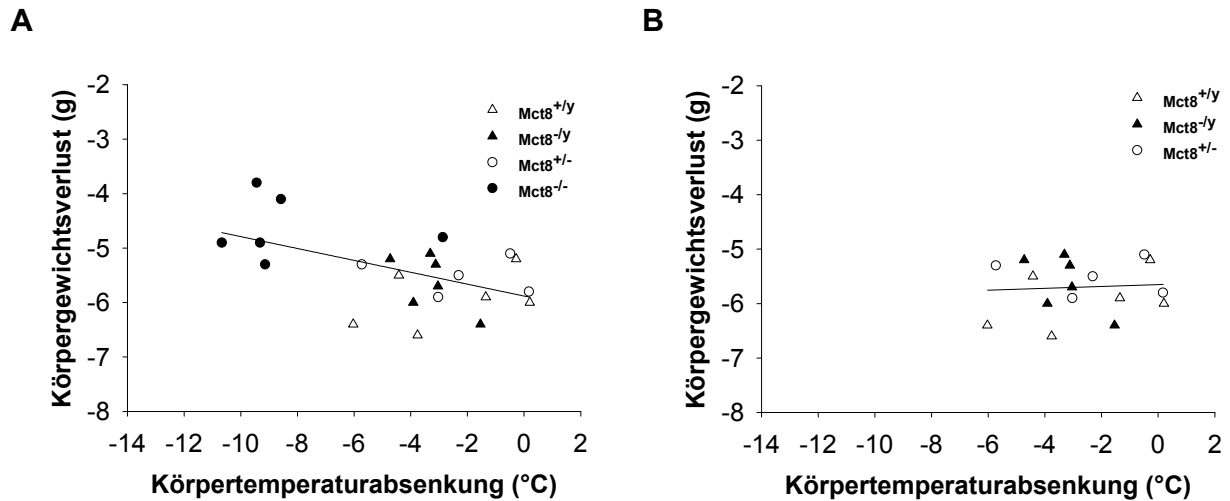 A
Körpergewichtsverlust (g)
-2
-3
-4
-5
-6
-7
-8
-14 -12 -10 -8 -6 -4 -2 0 2
Körpertemperaturabsenkung (°C)
Mct8+/y
Mct8-/y
Mct8+/-
Mct8-/-
B
Körpergewichtsverlust (g)
-2
-3
-4
-5
-6
-7
-8
-14 -12 -10 -8 -6 -4 -2 0 2
Körpertemperaturabsenkung (°C)
Mct8+/y
Mct8-/y
Mct8+/-